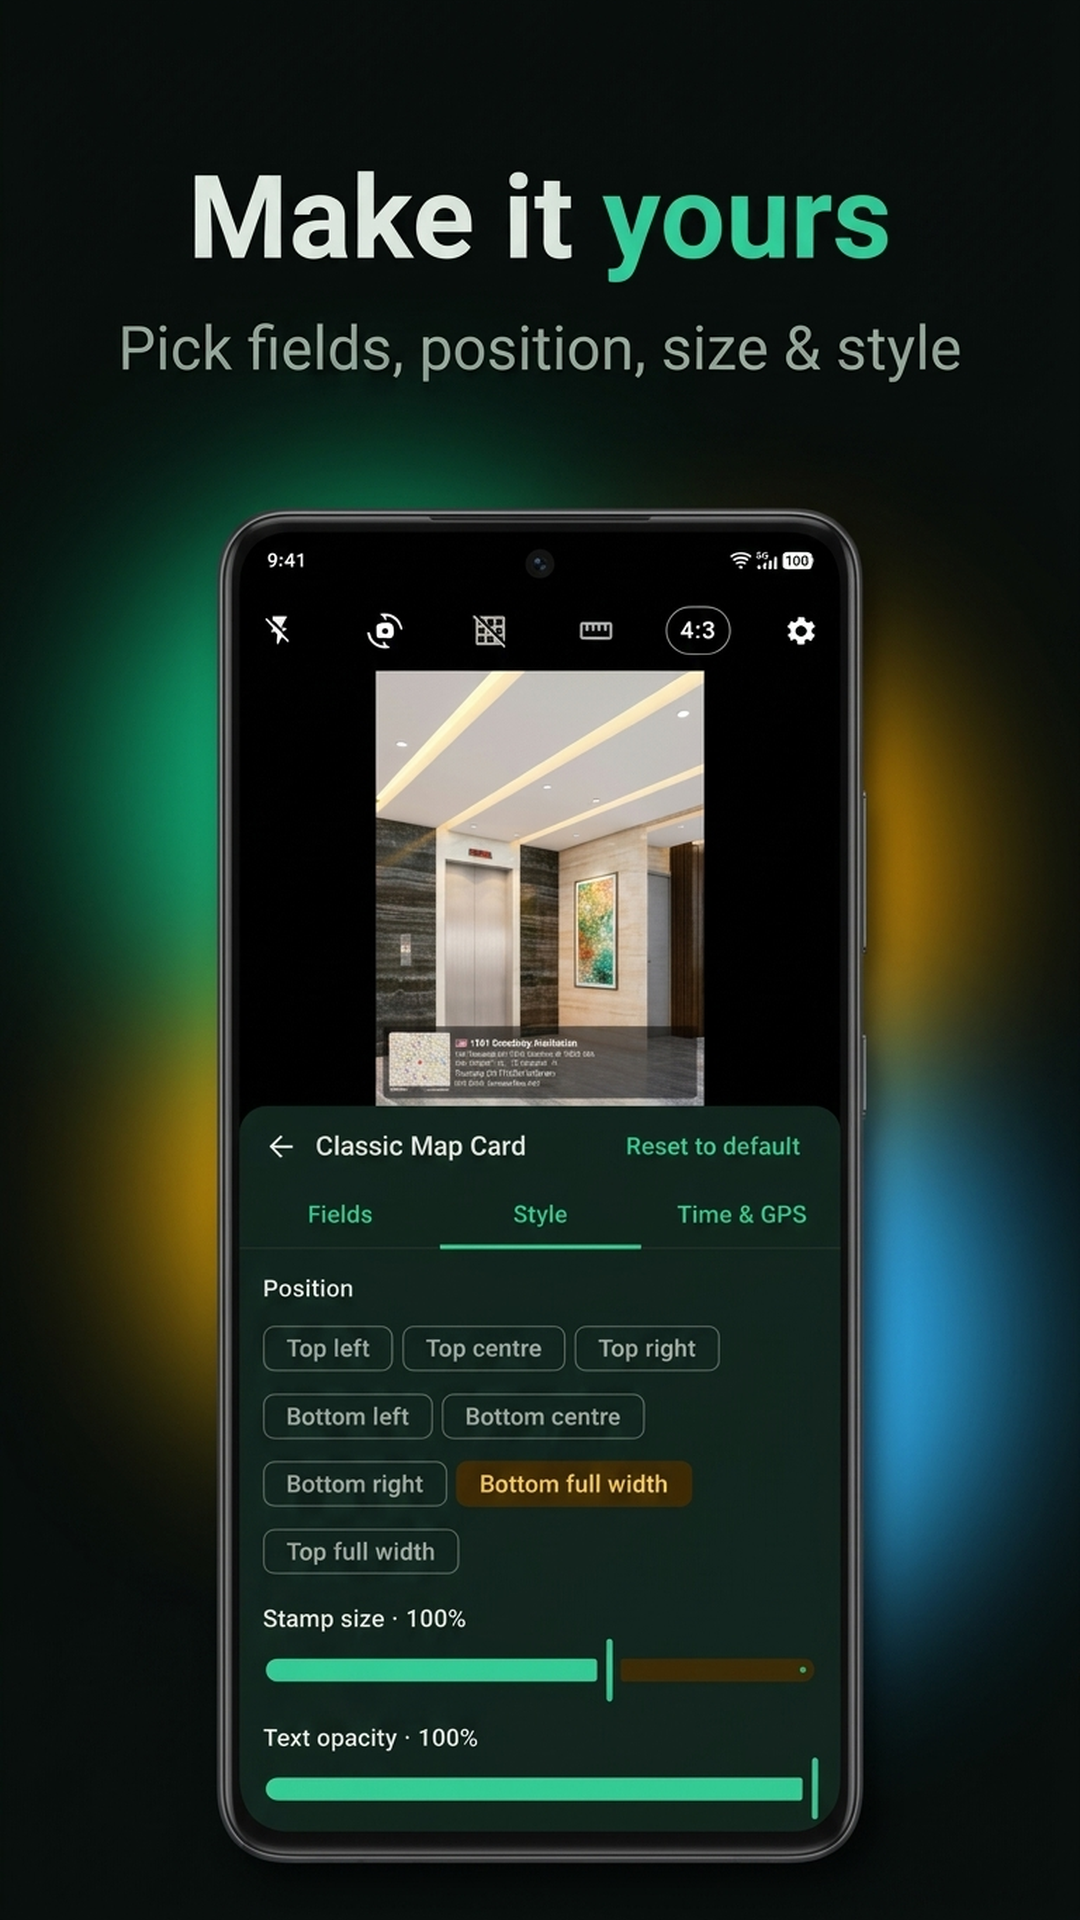 Make it yours
Pick fields, position, size & style
9:41
5G
100
4:3
Classic Map Card
Reset to default
Fields
Style
Time & GPS
Position
Top left
Top centre
Top right
Bottom left
Bottom centre
Bottom right
Bottom full width
Top full width
Stamp size · 100%
Text opacity · 100%